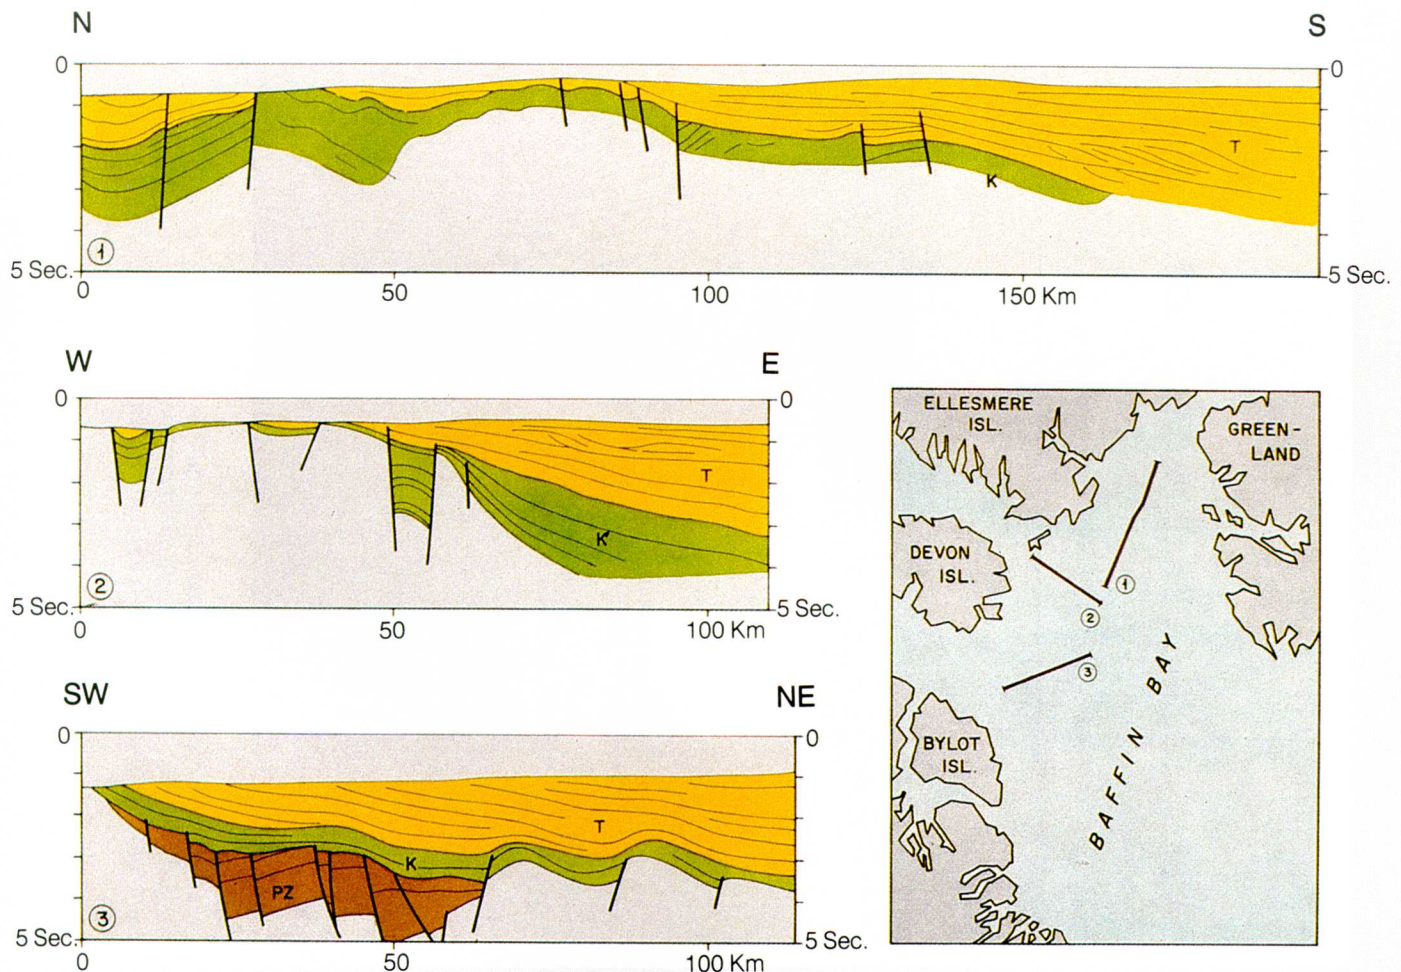 N S
0 0
T
K
1
5 Sec. 5 Sec.
0 50 100 150 Km
W E
0 0
T
K
2
5 Sec. 5 Sec.
0 50 100 Km
SW NE
0 0
T
K
PZ
3
5 Sec. 5 Sec.
0 50 100 Km
ELLESMERE
ISL.
GREEN-
LAND
DEVON
ISL.
1
2
3
BYLOT
ISL.
BAFFIN BAY